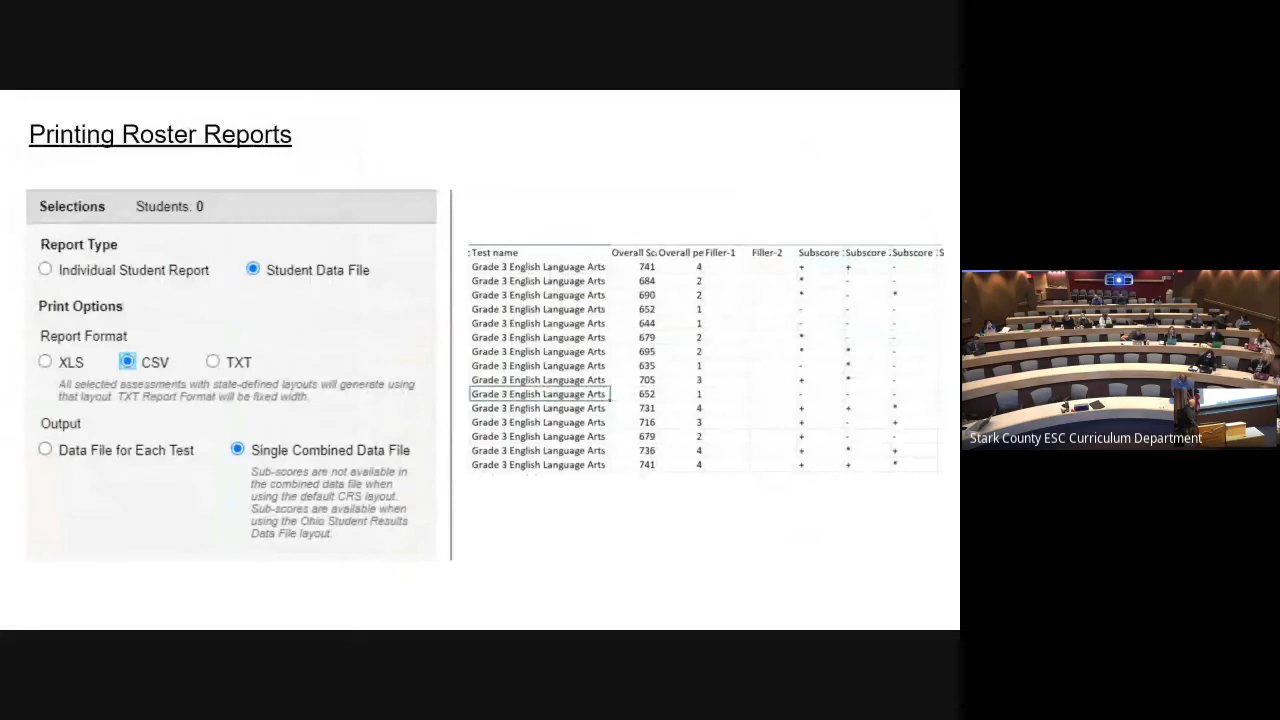 Printing Roster Reports
Selections Students: 0
Report Type
Individual Student Report Student Data File
Print Options
Report Format
XLS CSV TXT
All selected assessments with state-defined layouts will generate using
that layout. TXT Report Format will be fixed width.
Output
Data File for Each Test Single Combined Data File
Sub-scores are not available in
the combined data file when
using the default CRS layout.
Sub-scores are available when
using the Ohio Student Results
Data File layout.
Test name Overall Sc Overall pe Filler-1 Filler-2 Subscore Subscore Subscore S
Grade 3 English Language Arts 741 4 + + -
Grade 3 English Language Arts 684 2 * - -
Grade 3 English Language Arts 690 2 * - *
Grade 3 English Language Arts 652 1 - - -
Grade 3 English Language Arts 644 1 - - -
Grade 3 English Language Arts 679 2 * - -
Grade 3 English Language Arts 695 2 * * -
Grade 3 English Language Arts 635 1 - * -
Grade 3 English Language Arts 705 3 + * -
Grade 3 English Language Arts 652 1 - - -
Grade 3 English Language Arts 731 4 + + *
Grade 3 English Language Arts 716 3 + - +
Grade 3 English Language Arts 679 2 + - -
Grade 3 English Language Arts 736 4 + * +
Grade 3 English Language Arts 741 4 + + *
Stark County ESC Curriculum Department